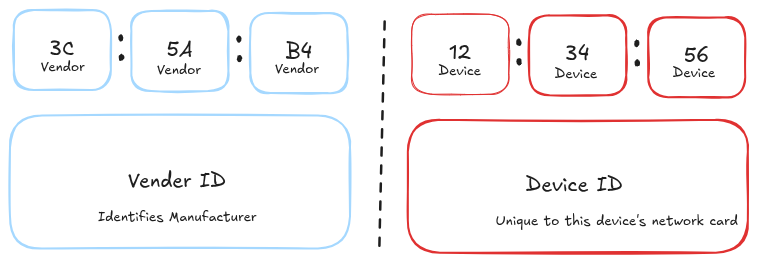 3C : 5A : B4 12 : 34 : 56
Vendor Vendor Vendor Device Device Device
Vender ID
Identifies Manufacturer
Device ID
Unique to this device's network card